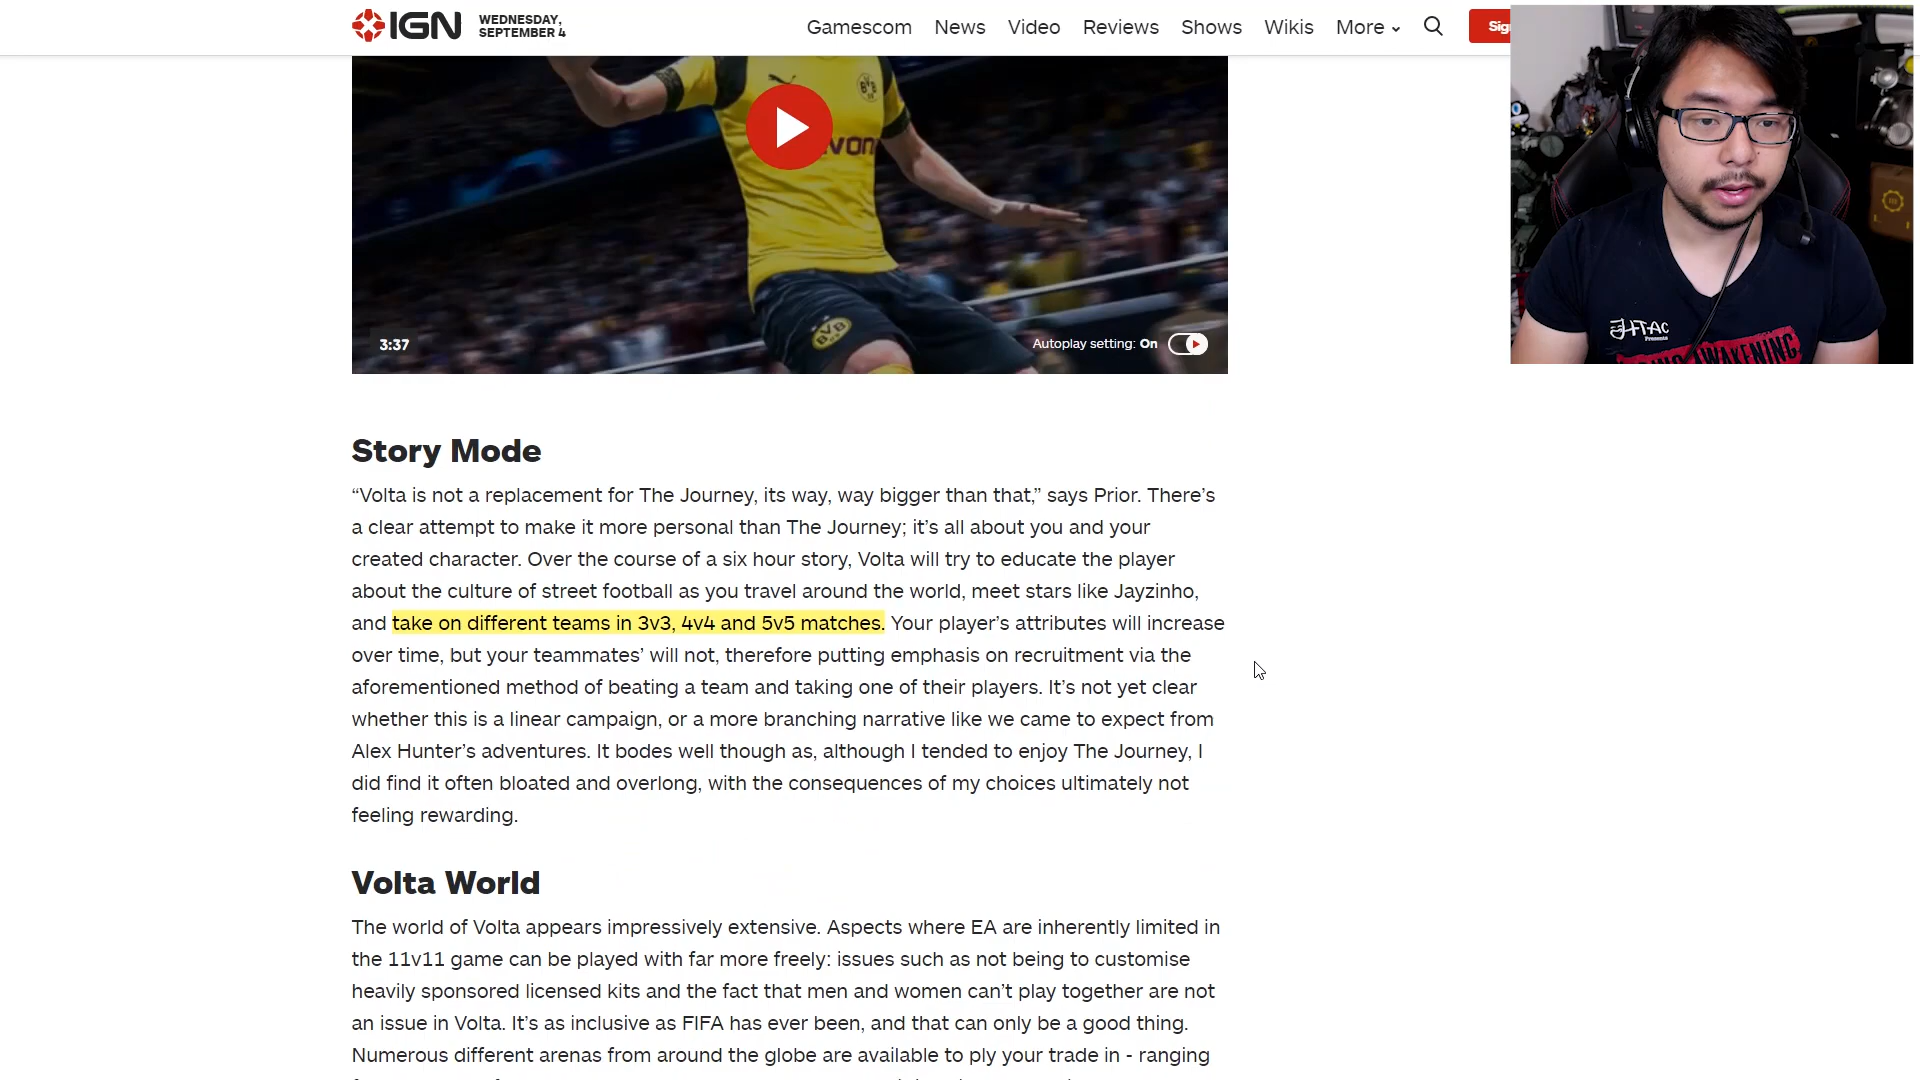 IGN
WEDNESDAY,
SEPTEMBER 4
Gamescom News Video Reviews Shows Wikis More
BVB
3:37
Autoplay setting: On
BVB
JHTAC
Presents
AWAKENING
Story Mode
“Volta is not a replacement for The Journey, its way, way bigger than that,” says Prior. There’s
a clear attempt to make it more personal than The Journey; it’s all about you and your
created character. Over the course of a six hour story, Volta will try to educate the player
about the culture of street football as you travel around the world, meet stars like Jayzinho,
and take on different teams in 3v3, 4v4 and 5v5 matches. Your player’s attributes will increase
over time, but your teammates’ will not, therefore putting emphasis on recruitment via the
aforementioned method of beating a team and taking one of their players. It’s not yet clear
whether this is a linear campaign, or a more branching narrative like we came to expect from
Alex Hunter’s adventures. It bodes well though as, although I tended to enjoy The Journey, I
did find it often bloated and overlong, with the consequences of my choices ultimately not
feeling rewarding.
Volta World
The world of Volta appears impressively extensive. Aspects where EA are inherently limited in
the 11v11 game can be played with far more freely: issues such as not being to customise
heavily sponsored licensed kits and the fact that men and women can’t play together are not
an issue in Volta. It’s as inclusive as FIFA has ever been, and that can only be a good thing.
Numerous different arenas from around the globe are available to ply your trade in - ranging